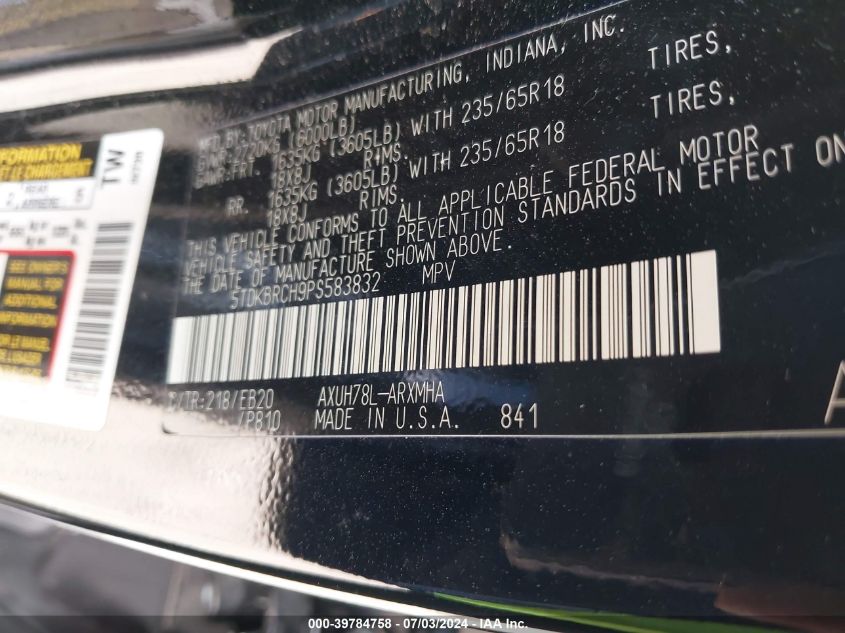 MFD.BY:TOYOTA MOTOR MANUFACTURING, INDIANA, INC.
GVWR 2720KG (6000LB)
GAWR:FRT. 1635KG (3605LB) WITH 235/65R18 TIRES,
18X8J RIMS.
RR. 1635KG (3605LB) WITH 235/65R18 TIRES,
18X8J RIMS.
THIS VEHICLE CONFORMS TO ALL APPLICABLE FEDERAL MOTOR
VEHICLE SAFETY AND THEFT PREVENTION STANDARDS IN EFFECT ON
THE DATE OF MANUFACTURE SHOWN ABOVE.
5TDKBRCH9PS583832 MPV
C/TR:218/EB20 AXUH78L-ARXMHA
/P810 MADE IN U.S.A. 841
A
INFORMATION
TW
SEE OWNER'S
MANUAL FOR
ADDITIONAL
000-39784758 - 07/03/2024 - IAA Inc.